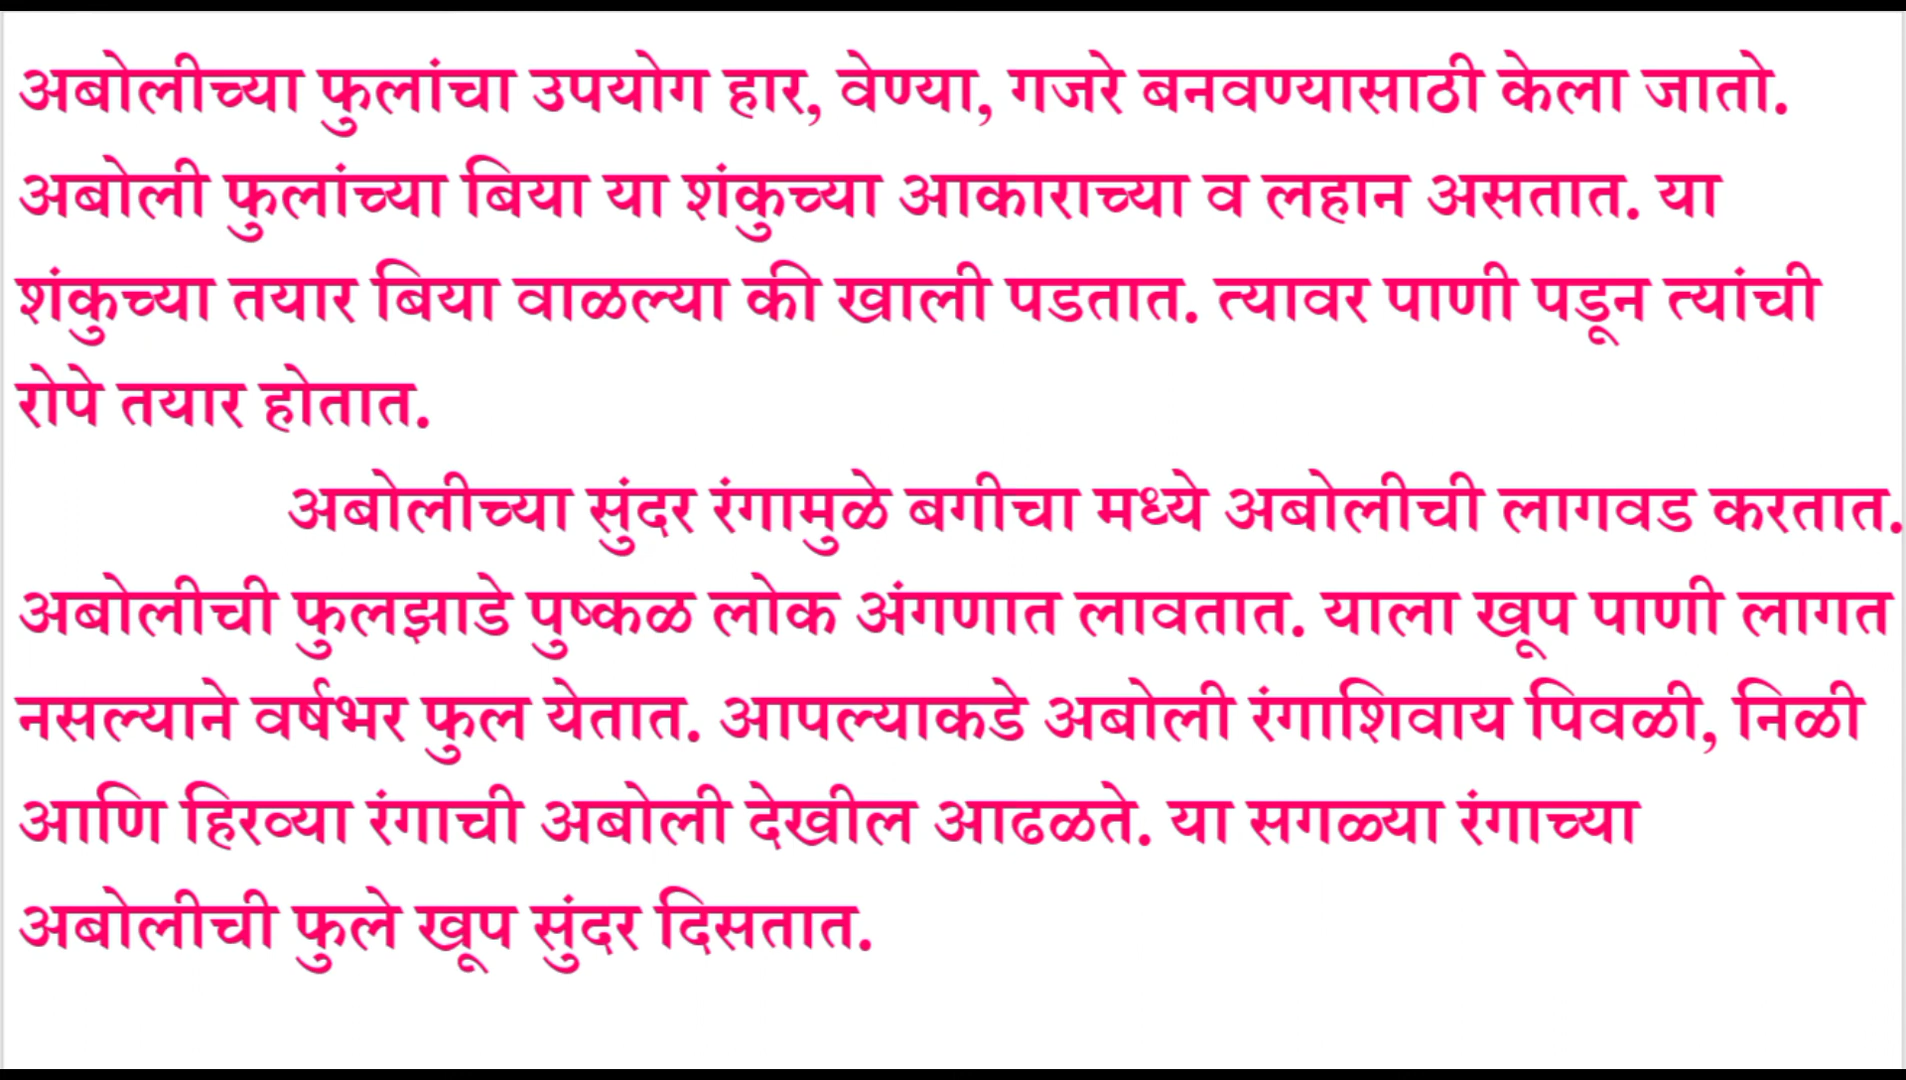 अबोलीच्या फुलांचा उपयोग हार, वेण्या, गजरे बनवण्यासाठी केला जातो.
अबोली फुलांच्या बिया या शंकुच्या आकाराच्या व लहान असतात. या
शंकुच्या तयार बिया वाळल्या की खाली पडतात. त्यावर पाणी पडून त्यांची
रोपे तयार होतात.
अबोलीच्या सुंदर रंगामुळे बगीचा मध्ये अबोलीची लागवड करतात.
अबोलीची फुलझाडे पुष्कळ लोक अंगणात लावतात. याला खूप पाणी लागत
नसल्याने वर्षभर फुल येतात. आपल्याकडे अबोली रंगाशिवाय पिवळी, निळी
आणि हिरव्या रंगाची अबोली देखील आढळते. या सगळ्या रंगाच्या
अबोलीची फुले खूप सुंदर दिसतात.